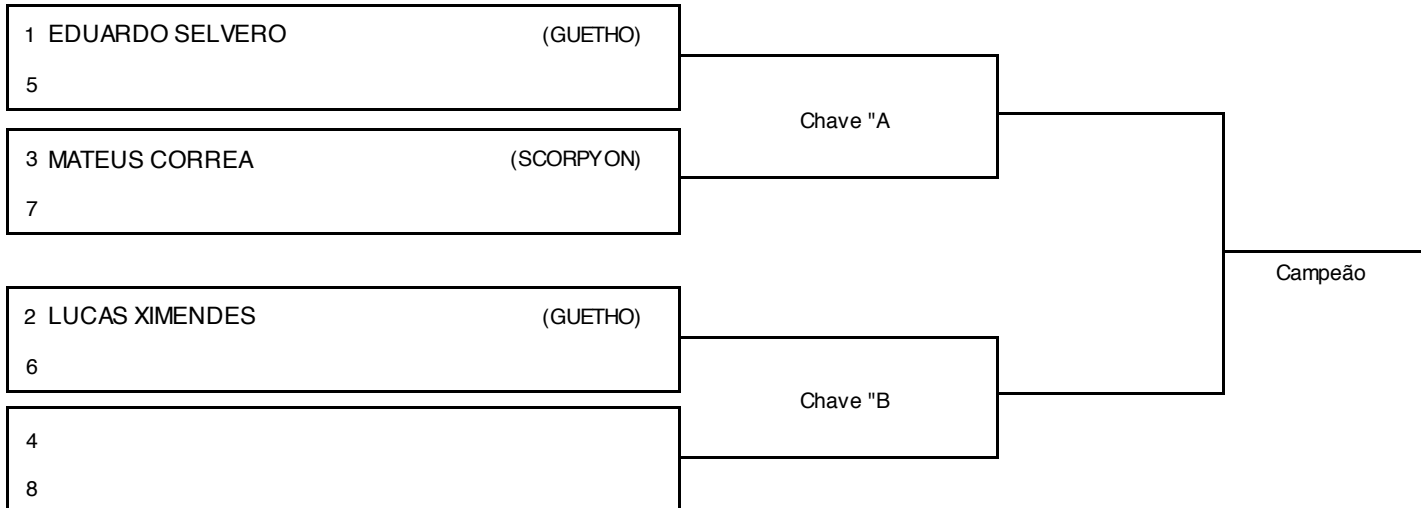 1 EDUARDO SELVERO (GUETHO)
5
3 MATEUS CORREA (SCORPYON)
7
Chave "A
2 LUCAS XIMENDES (GUETHO)
6
4
8
Chave "B
Campeão